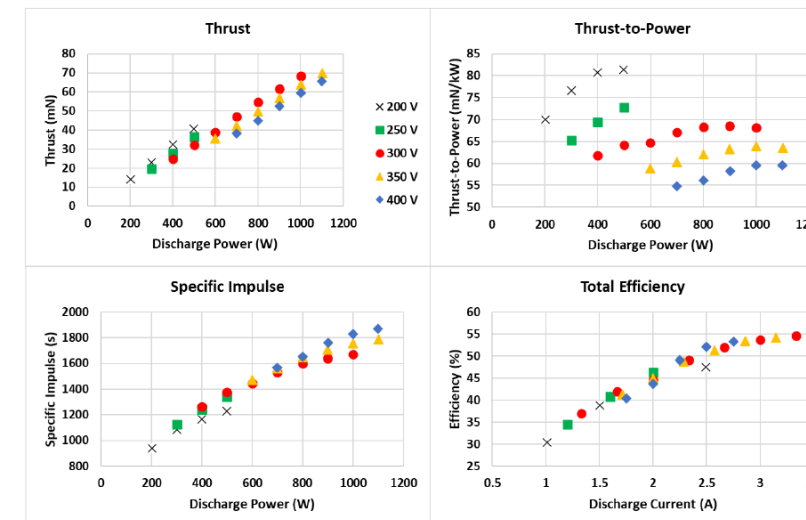 Thrust
80
70
60
50
40
30
20
10
0
Thrust (mN)
0 200 400 600 800 1000 1200
Discharge Power (W)
200 V
250 V
300 V
350 V
400 V
Thrust-to-Power
85
80
75
70
65
60
55
50
Thrust-to-Power (mN/kW)
0 200 400 600 800 1000
Discharge Power (W)
Specific Impulse
2000
1800
1600
1400
1200
1000
800
Specific Impulse (s)
0 200 400 600 800 1000 1200
Discharge Power (W)
Total Efficiency
60
55
50
45
40
35
30
25
Efficiency (%)
0.5 1 1.5 2 2.5 3
Discharge Current (A)